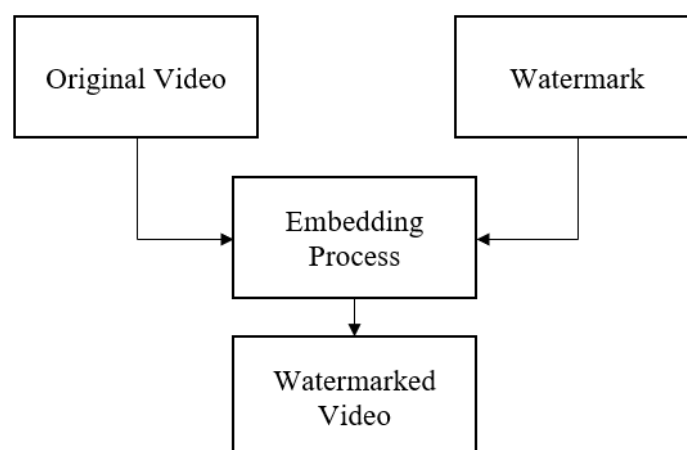 Original Video
Watermark
Embedding
Process
Watermarked
Video